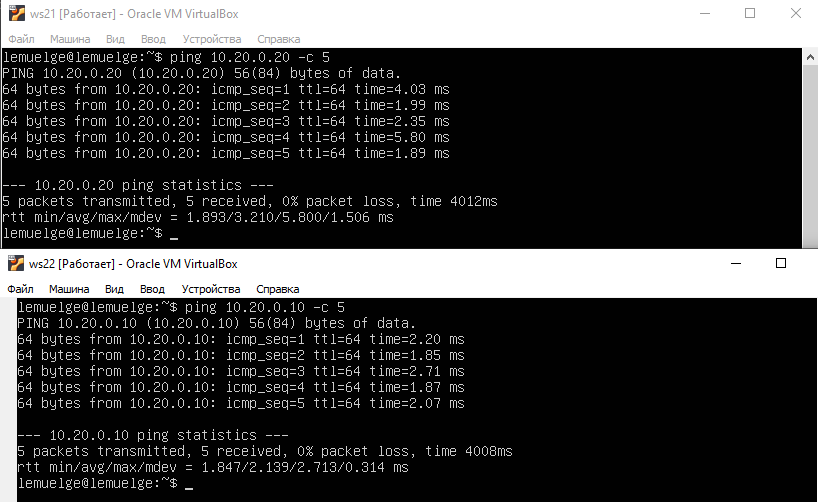 ws21 [Работает] - Oracle VM VirtualBox
Файл Машина Вид Ввод Устройства Справка
lemuelge@lemuelge:~$ ping 10.20.0.20 -c 5
PING 10.20.0.20 (10.20.0.20) 56(84) bytes of data.
64 bytes from 10.20.0.20: icmp_seq=1 ttl=64 time=4.03 ms
64 bytes from 10.20.0.20: icmp_seq=2 ttl=64 time=1.99 ms
64 bytes from 10.20.0.20: icmp_seq=3 ttl=64 time=2.35 ms
64 bytes from 10.20.0.20: icmp_seq=4 ttl=64 time=5.80 ms
64 bytes from 10.20.0.20: icmp_seq=5 ttl=64 time=1.89 ms
--- 10.20.0.20 ping statistics ---
5 packets transmitted, 5 received, 0% packet loss, time 4012ms
rtt min/avg/max/mdev = 1.893/3.210/5.800/1.506 ms
lemuelge@lemuelge:~$ _
ws22 [Работает] - Oracle VM VirtualBox
Файл Машина Вид Ввод Устройства Справка
lemuelge@lemuelge:~$ ping 10.20.0.10 -c 5
PING 10.20.0.10 (10.20.0.10) 56(84) bytes of data.
64 bytes from 10.20.0.10: icmp_seq=1 ttl=64 time=2.20 ms
64 bytes from 10.20.0.10: icmp_seq=2 ttl=64 time=1.85 ms
64 bytes from 10.20.0.10: icmp_seq=3 ttl=64 time=2.71 ms
64 bytes from 10.20.0.10: icmp_seq=4 ttl=64 time=1.87 ms
64 bytes from 10.20.0.10: icmp_seq=5 ttl=64 time=2.07 ms
--- 10.20.0.10 ping statistics ---
5 packets transmitted, 5 received, 0% packet loss, time 4008ms
rtt min/avg/max/mdev = 1.847/2.139/2.713/0.314 ms
lemuelge@lemuelge:~$ _